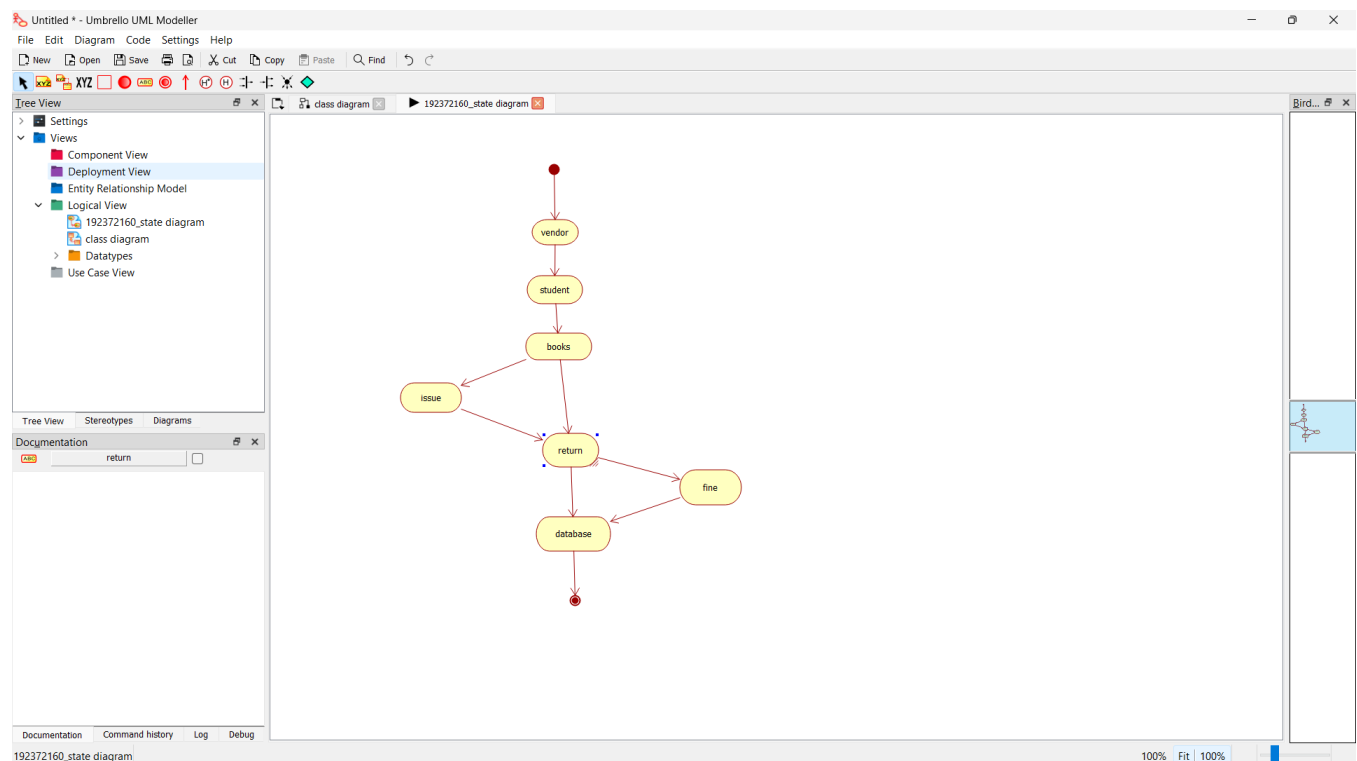 Untitled * - Umbrello UML Modeller
File Edit Diagram Code Settings Help
New Open Save Cut Copy Paste Find
XYZ XYZ ABC H* H
Tree View
class diagram
192372160_state diagram
Bird...
Settings
Views
Component View
Deployment View
Entity Relationship Model
Logical View
192372160_state diagram
class diagram
Datatypes
Use Case View
Tree View Stereotypes Diagrams
Documentation
ABC return
vendor
student
books
issue
return
fine
database
Documentation Command history Log Debug
192372160_state diagram
100% Fit 100%